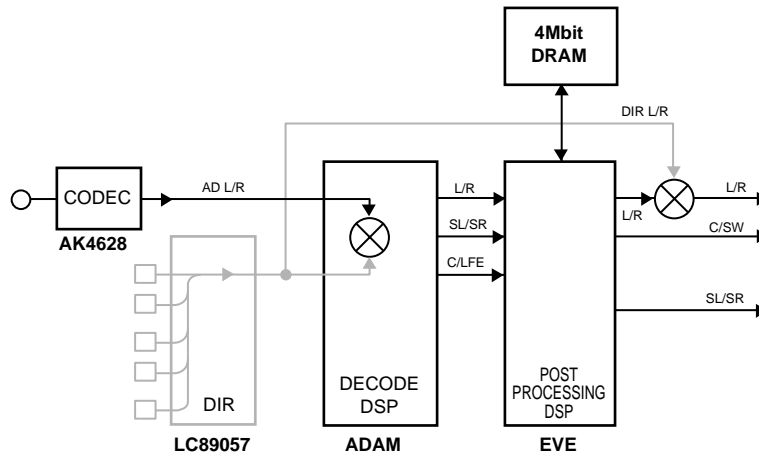 4Mbit
DRAM
DIR L/R
CODEC
AD L/R
AK4628
L/R
SL/SR
C/LFE
L/R
L/R
C/SW
SL/SR
DIR
LC89057
DECODE
DSP
ADAM
POST
PROCESSING
DSP
EVE